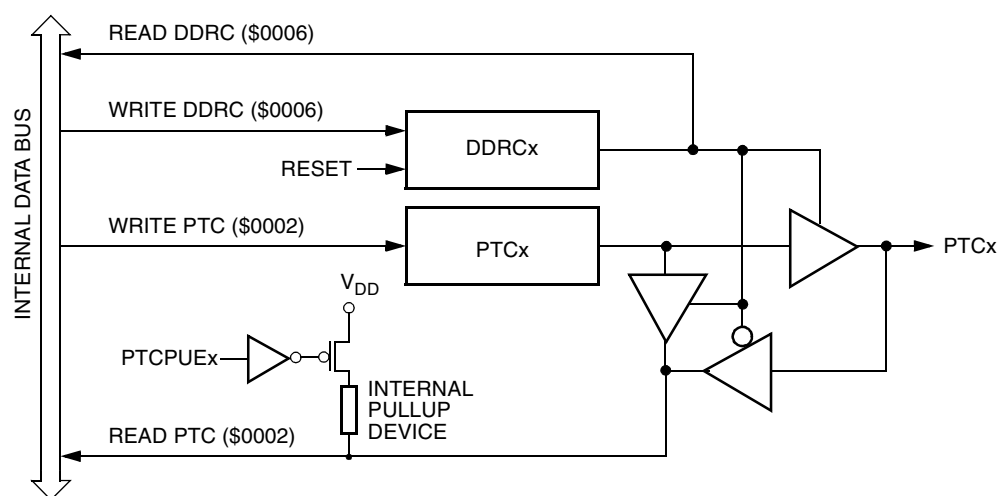 READ DDRC ($0006)
WRITE DDRC ($0006)
DDRCx
RESET
INTERNAL DATA BUS
WRITE PTC ($0002)
PTCx
PTCx
VDD
PTCPUEx
INTERNAL
PULLUP
DEVICE
READ PTC ($0002)